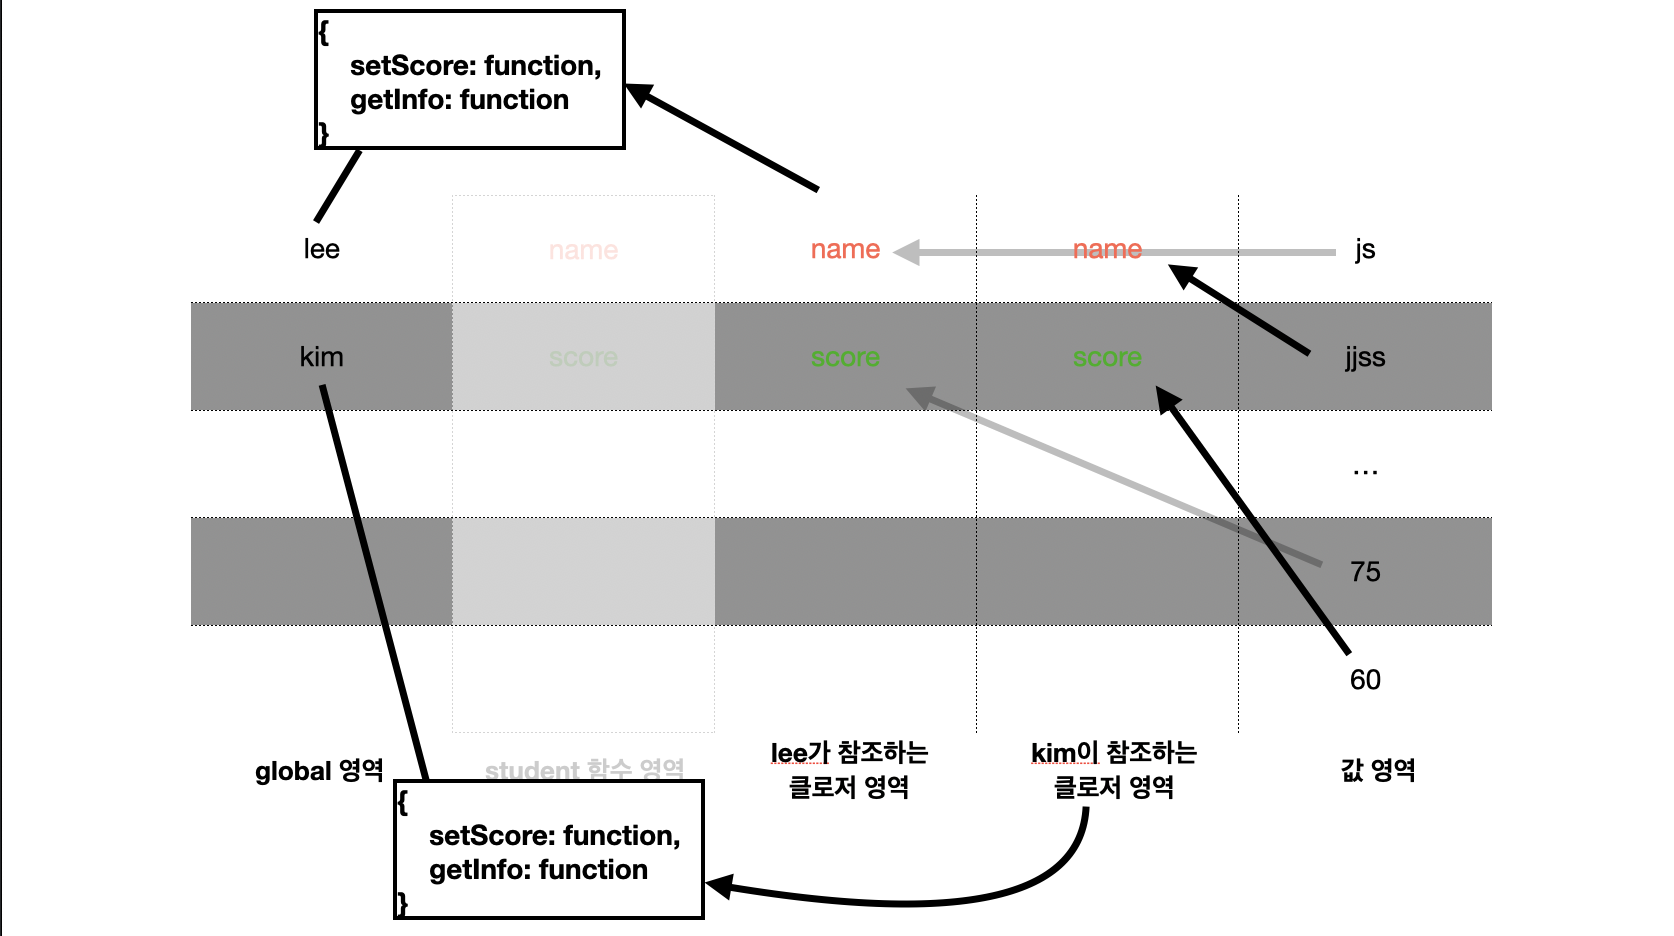 {
setScore: function,
getInfo: function
}
lee
name
name
name
js
kim
score
score
score
jjss
...
75
60
global 영역
student 함수 영역
lee가 참조하는
클로저 영역
kim이 참조하는
클로저 영역
값 영역
{
setScore: function,
getInfo: function
}